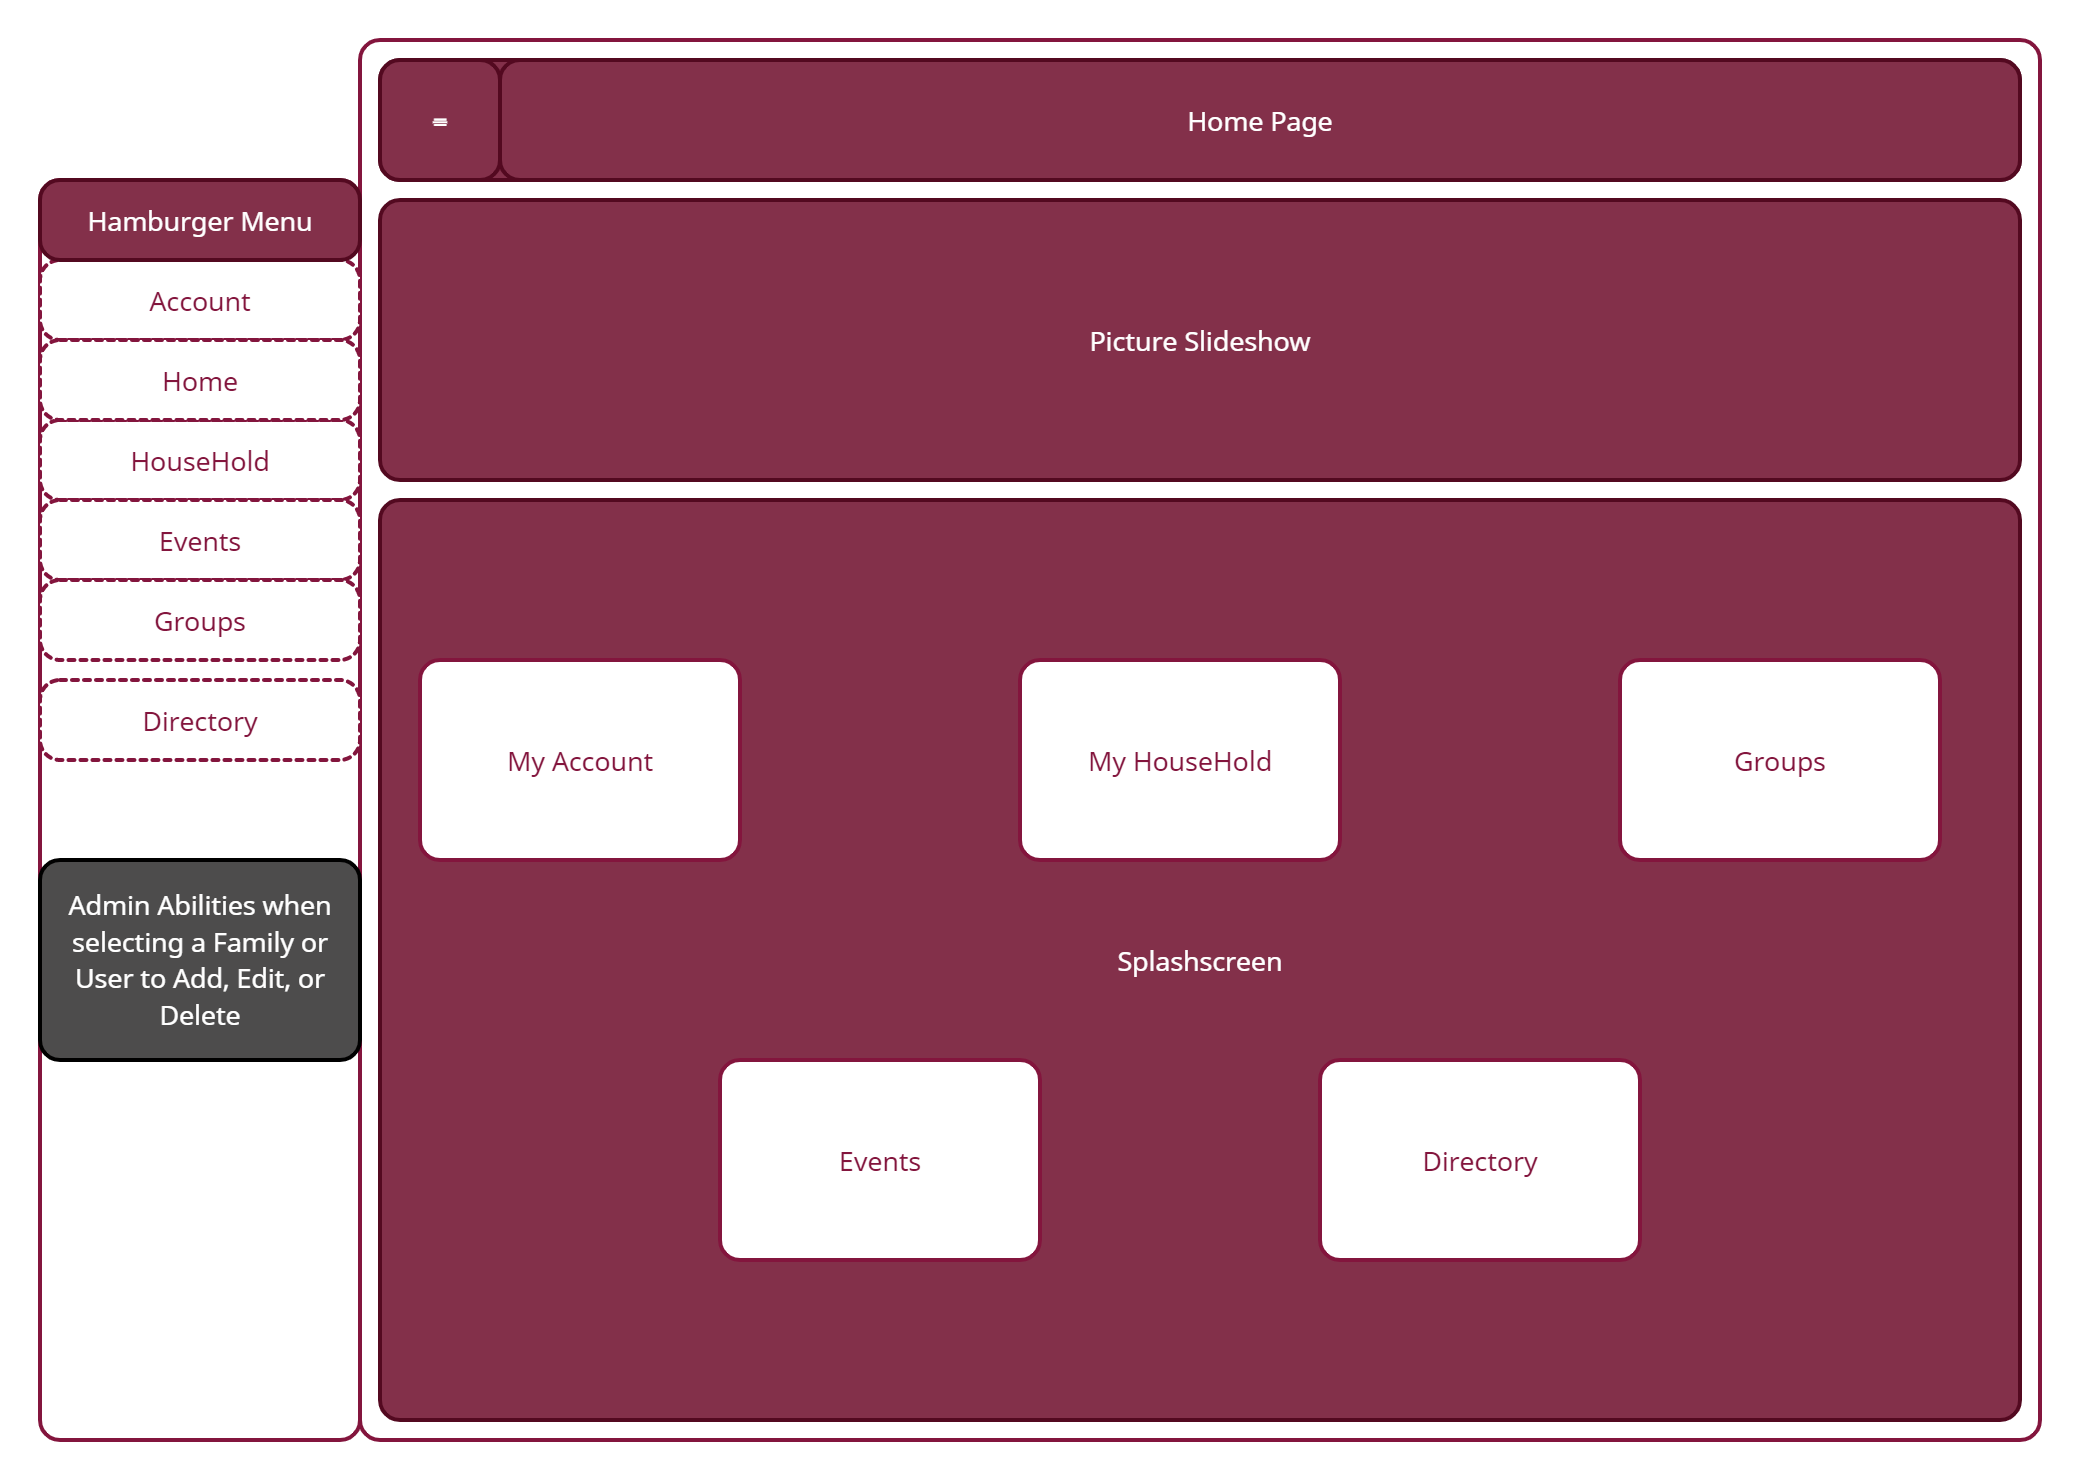 Home Page
Hamburger Menu
Account
Home
HouseHold
Events
Groups
Directory
Admin Abilities when
selecting a Family or
User to Add, Edit, or
Delete
Picture Slideshow
My Account
My HouseHold
Groups
Splashscreen
Events
Directory